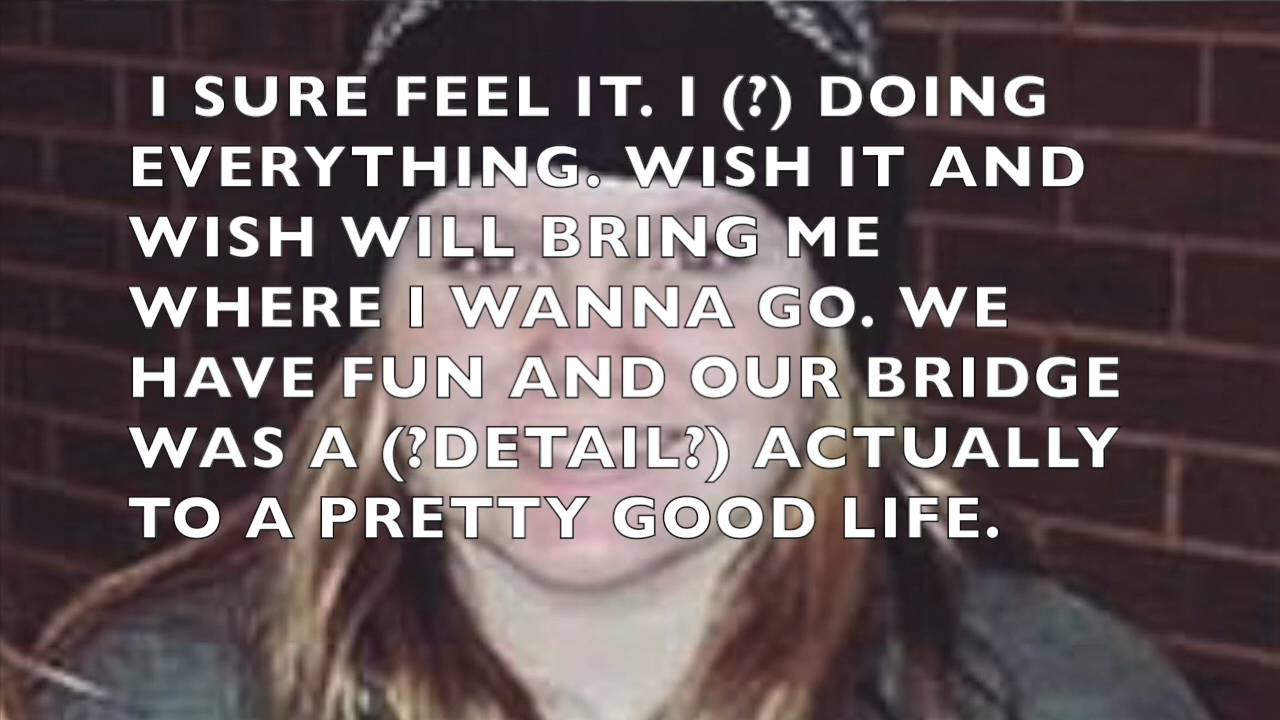 I SURE FEEL IT. I (?) DOING
EVERYTHING. WISH IT AND
WISH WILL BRING ME
WHERE I WANNA GO. WE
HAVE FUN AND OUR BRIDGE
WAS A (?DETAIL?) ACTUALLY
TO A PRETTY GOOD LIFE.